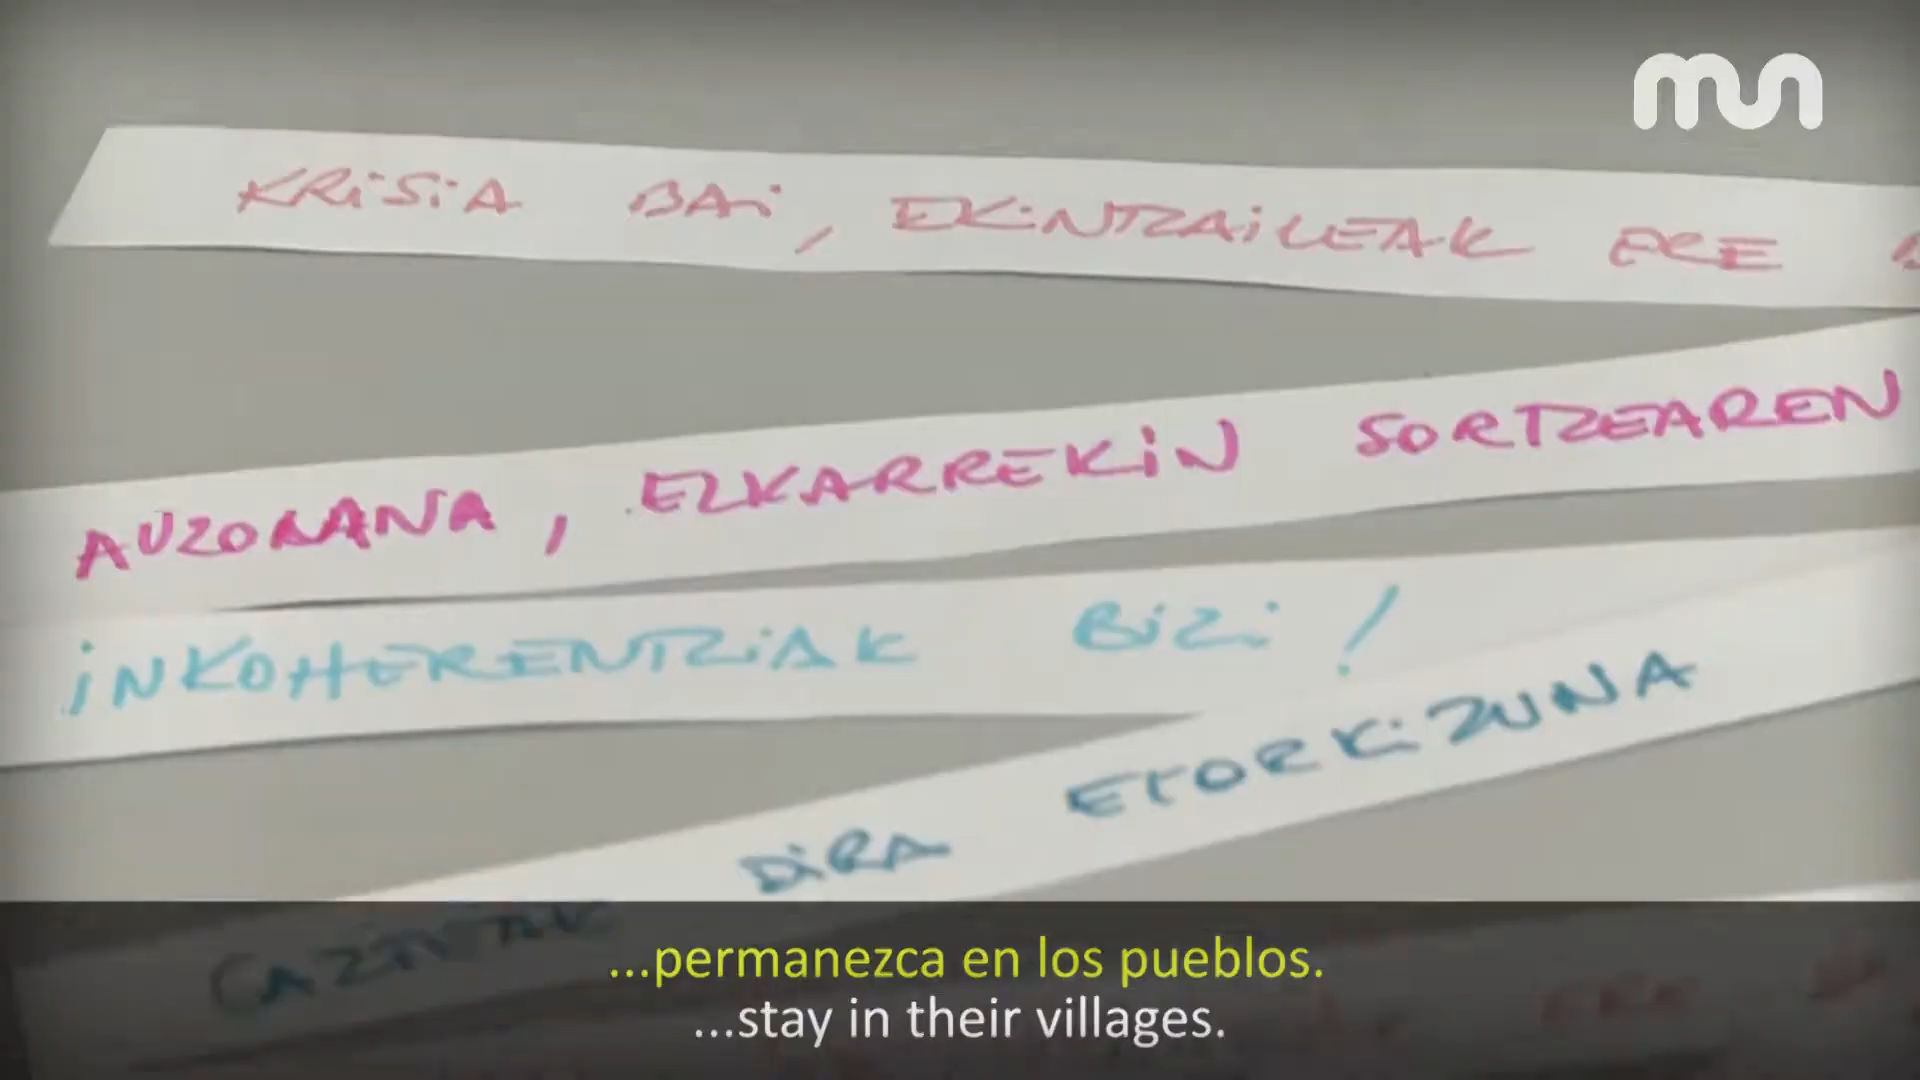 KRISIA BAI, EKINTZAILEAK ERE
AUZOLANA, ELKARREKIN SORTZEAREN
INKOHERENTZIAK BIZI!
GAZTEAK DIRA ETORKIZUNA
...permanezca en los pueblos.
...stay in their villages.